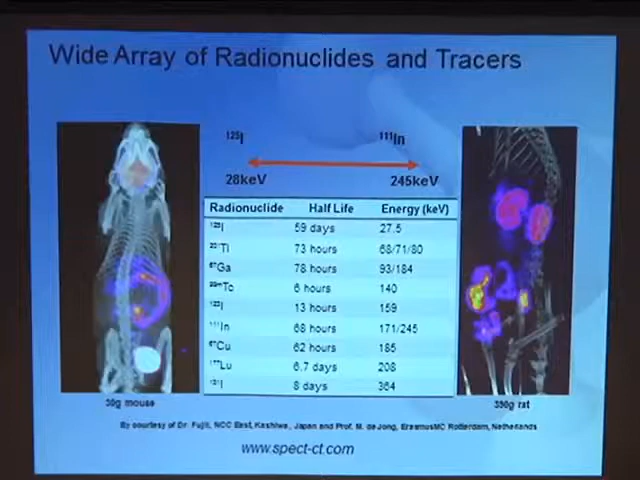 Wide Array of Radionuclides and Tracers
125I 111In
28keV 245keV
Radionuclide Half Life Energy (keV)
125I 59 days 27.5
201Tl 73 hours 68/71/80
67Ga 78 hours 93/184
99mTc 6 hours 140
123I 13 hours 159
111In 68 hours 171/245
67Cu 62 hours 185
177Lu 6.7 days 208
131I 8 days 364
30g mouse 350g rat
By courtesy of Dr. Fujii, NCC East, Kashiwa, Japan and Prof. M. de Jong, ErasmusMC Rotterdam, Netherlands
www.spect-ct.com